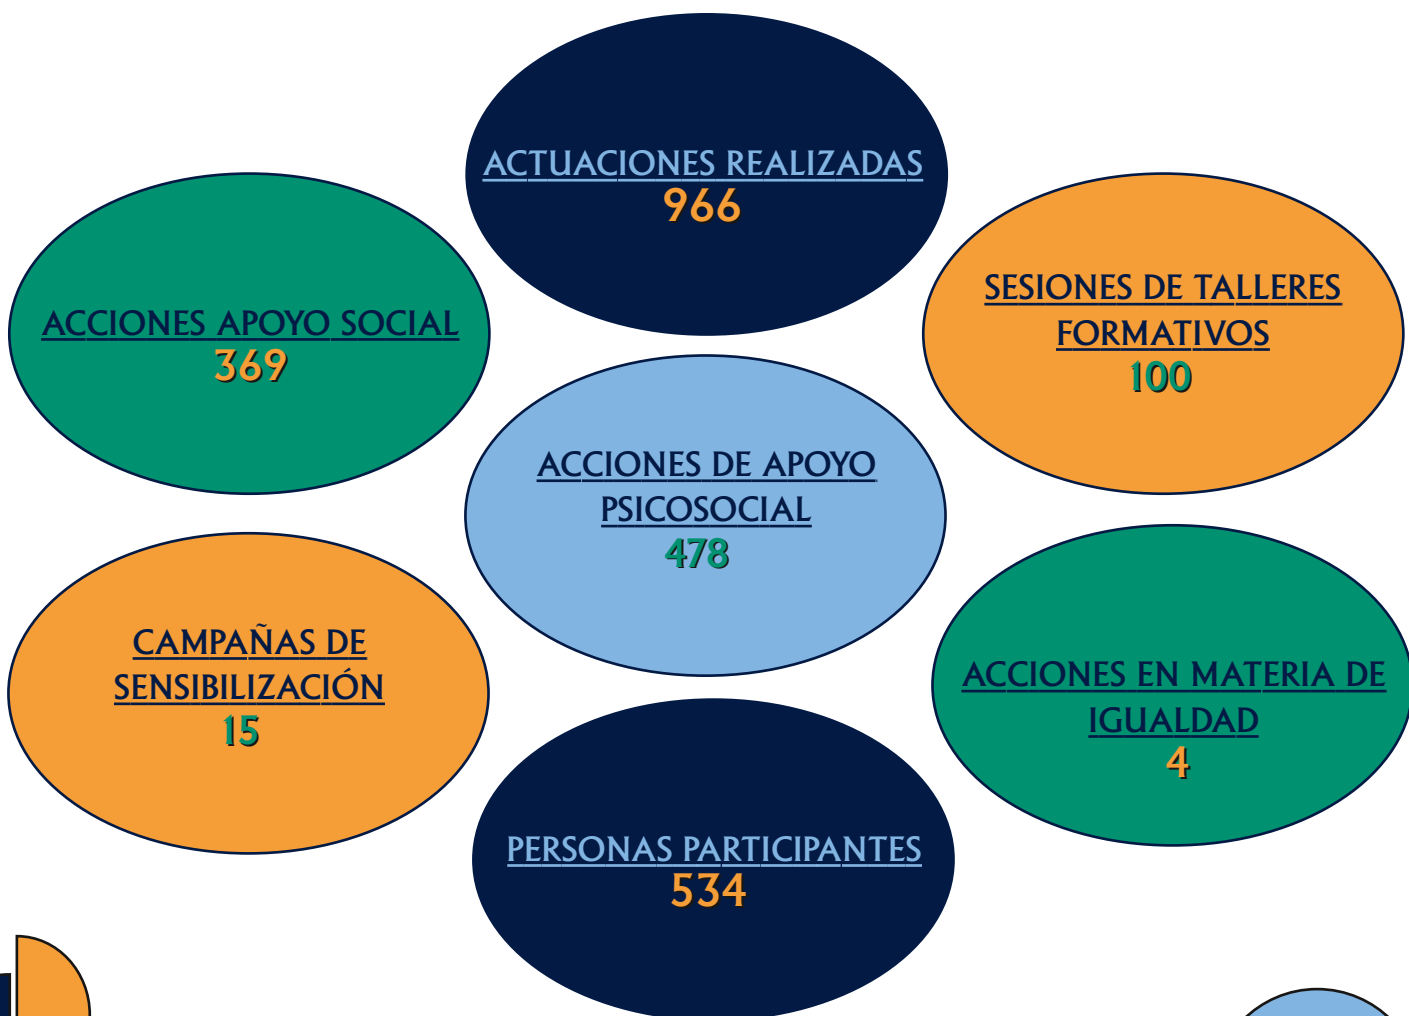 ACTUACIONES REALIZADAS
966
ACCIONES APOYO SOCIAL
369
SESIONES DE TALLERES
FORMATIVOS
100
ACCIONES DE APOYO
PSICOSOCIAL
478
CAMPAÑAS DE
SENSIBILIZACIÓN
15
ACCIONES EN MATERIA DE
IGUALDAD
4
PERSONAS PARTICIPANTES
534